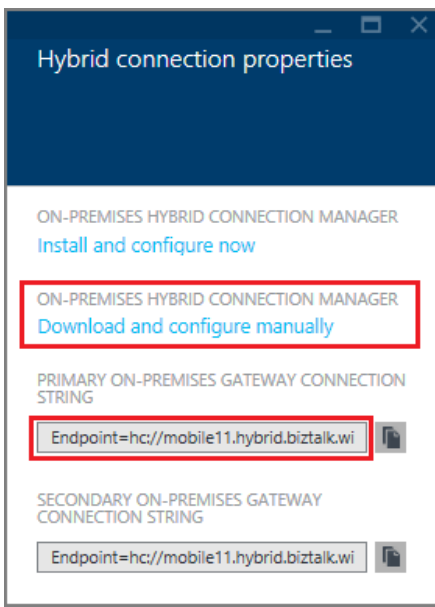 Hybrid connection properties
ON-PREMISES HYBRID CONNECTION MANAGER
Install and configure now
ON-PREMISES HYBRID CONNECTION MANAGER
Download and configure manually
PRIMARY ON-PREMISES GATEWAY CONNECTION
STRING
Endpoint=hc://mobile11.hybrid.biztalk.wi
SECONDARY ON-PREMISES GATEWAY
CONNECTION STRING
Endpoint=hc://mobile11.hybrid.biztalk.wi